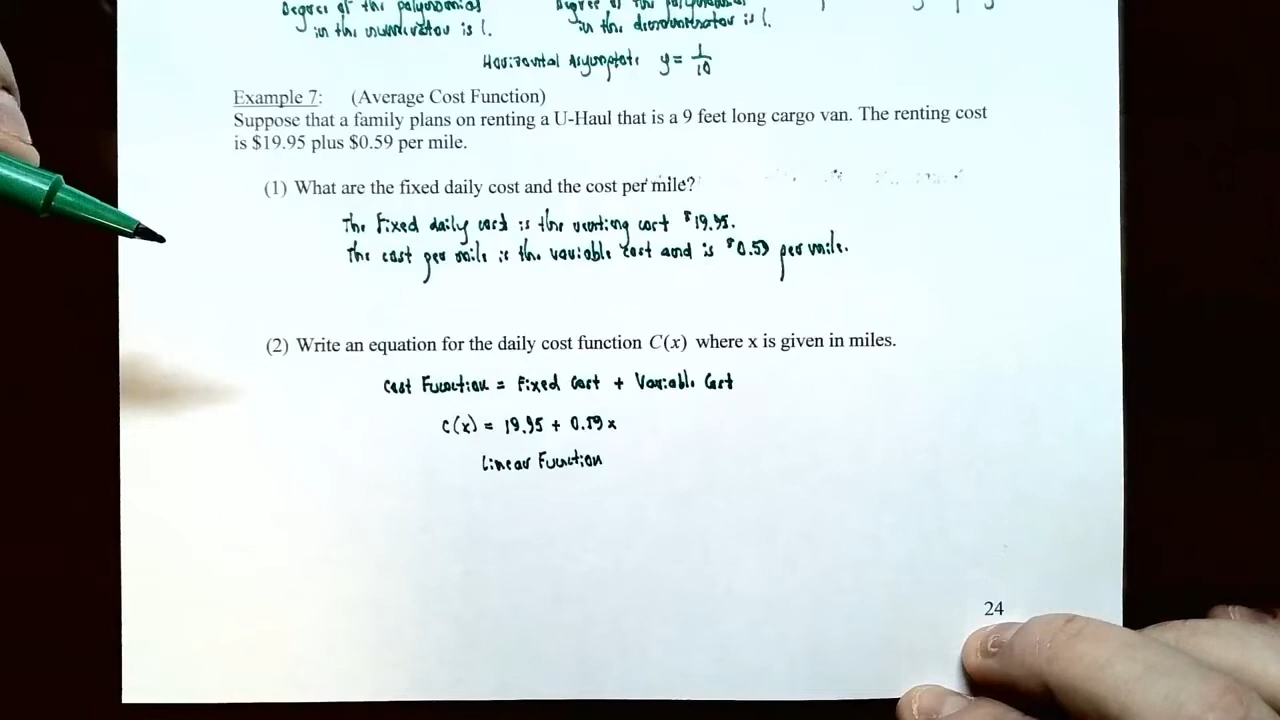 Degree of the polynomial Degree of the polynomial
in the numerator is 1. in the denominator is 1.
Horizontal Asymptote y = 1/10
Example 7: (Average Cost Function)
Suppose that a family plans on renting a U-Haul that is a 9 feet long cargo van. The renting cost
is $19.95 plus $0.59 per mile.
(1) What are the fixed daily cost and the cost per mile?
The Fixed daily cost is the renting cost $19.95.
The cost per mile is the variable cost and is $0.59 per mile.
(2) Write an equation for the daily cost function C(x) where x is given in miles.
Cost Function = Fixed Cost + Variable Cost
C(x) = 19.95 + 0.59x
Linear Function
24